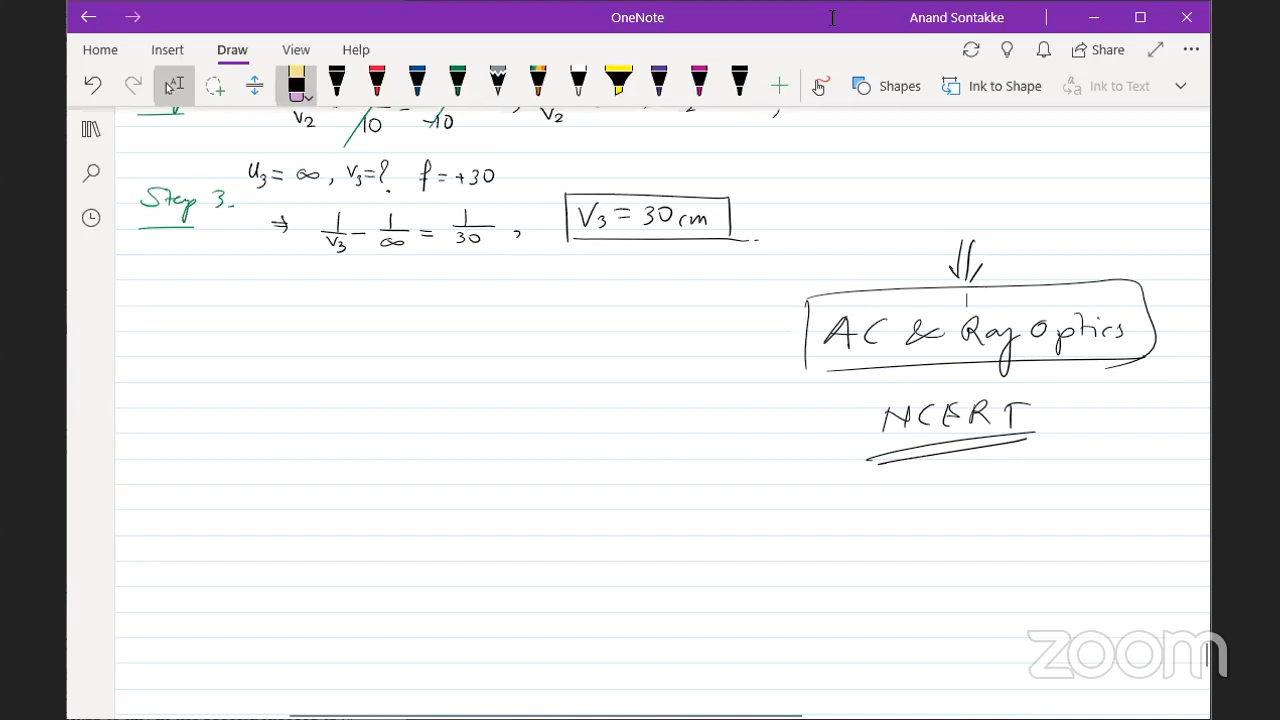 OneNote
Anand Sontakke
Home Insert Draw View Help
Share
Shapes
Ink to Shape
Ink to Text
V2 10 -10 V2
U3 = ∞, V3 = ? f = +30
Step 3.
⇒ 1/V3 - 1/∞ = 1/30 , V3 = 30 cm
AC & Ray Optics
NCERT
zoom